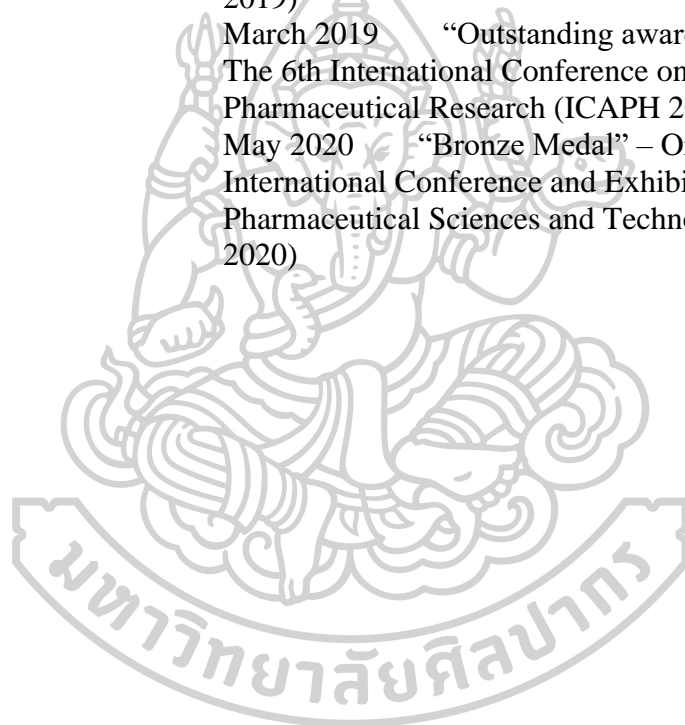 2019)
March 2019 “Outstanding awar
The 6th International Conference on
Pharmaceutical Research (ICAPH 2
May 2020 “Bronze Medal” – O
International Conference and Exhibi
Pharmaceutical Sciences and Techn
2020)
มหาวิทยาลัยศิลปากร